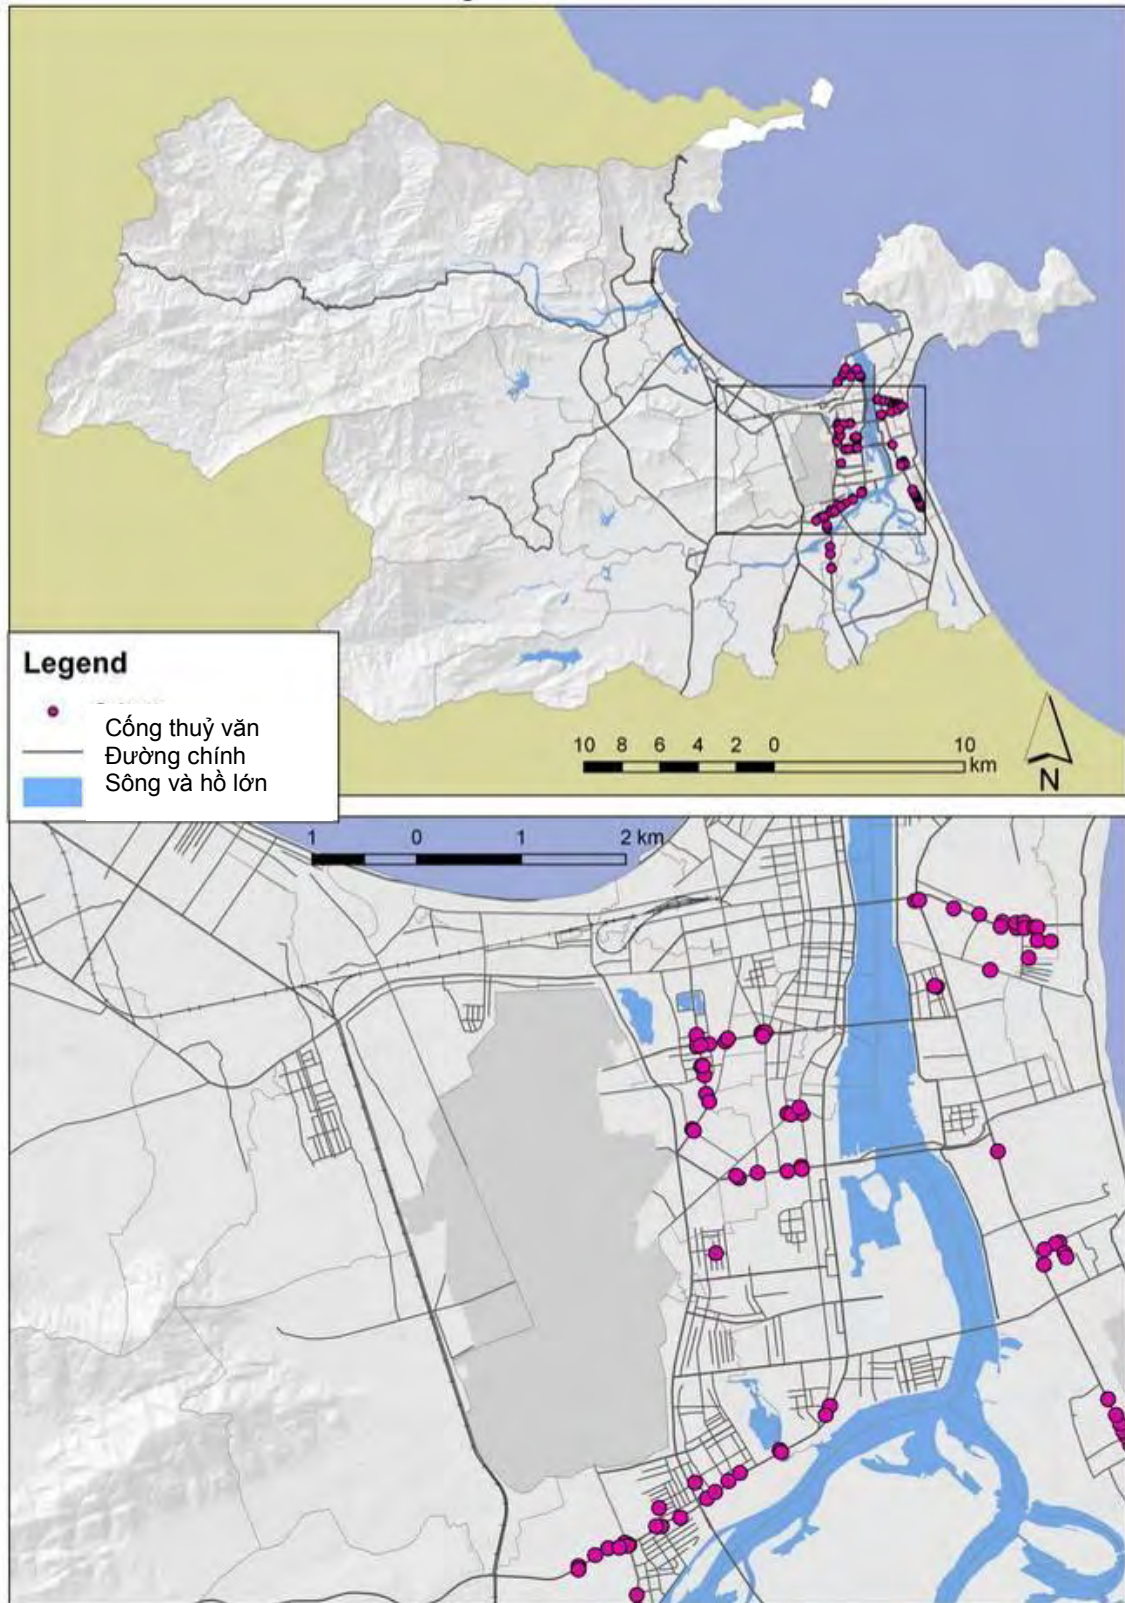 Legend
Cống thuỷ văn
Đường chính
Sông và hồ lớn
10 8 6 4 2 0 10
km
N
1 0 1 2 km